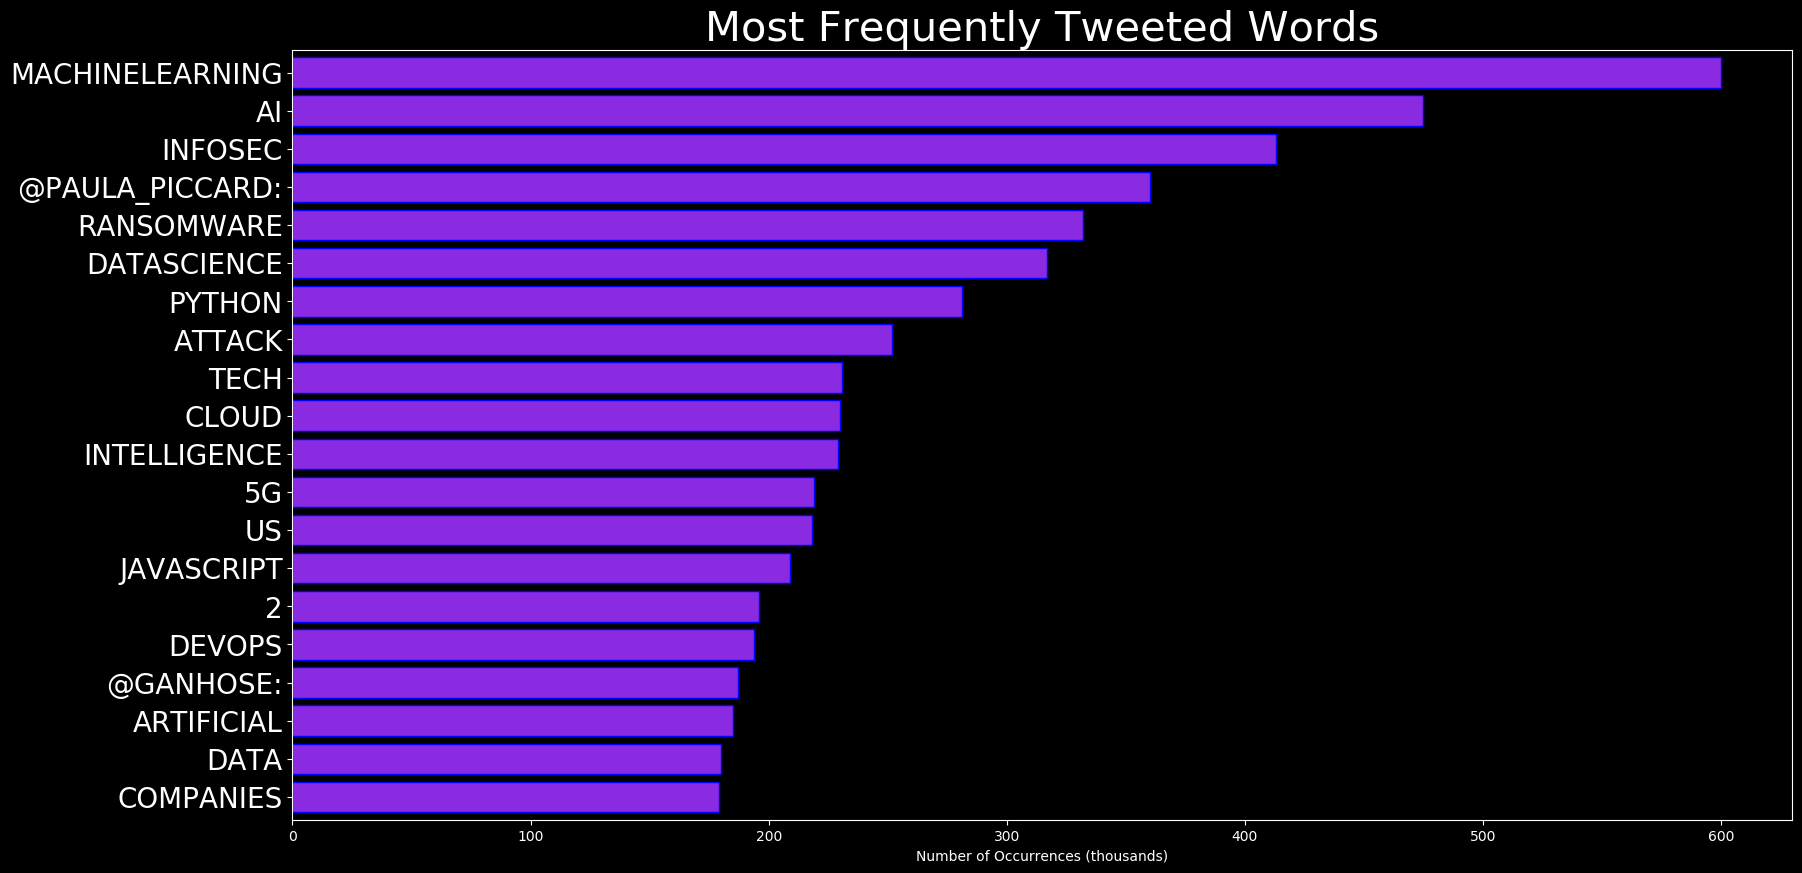 Most Frequently Tweeted Words
MACHINELEARNING
AI
INFOSEC
@PAULA_PICCARD:
RANSOMWARE
DATASCIENCE
PYTHON
ATTACK
TECH
CLOUD
INTELLIGENCE
5G
US
JAVASCRIPT
2
DEVOPS
@GANHOSE:
ARTIFICIAL
DATA
COMPANIES
0 100 200 300 400 500 600
Number of Occurrences (thousands)